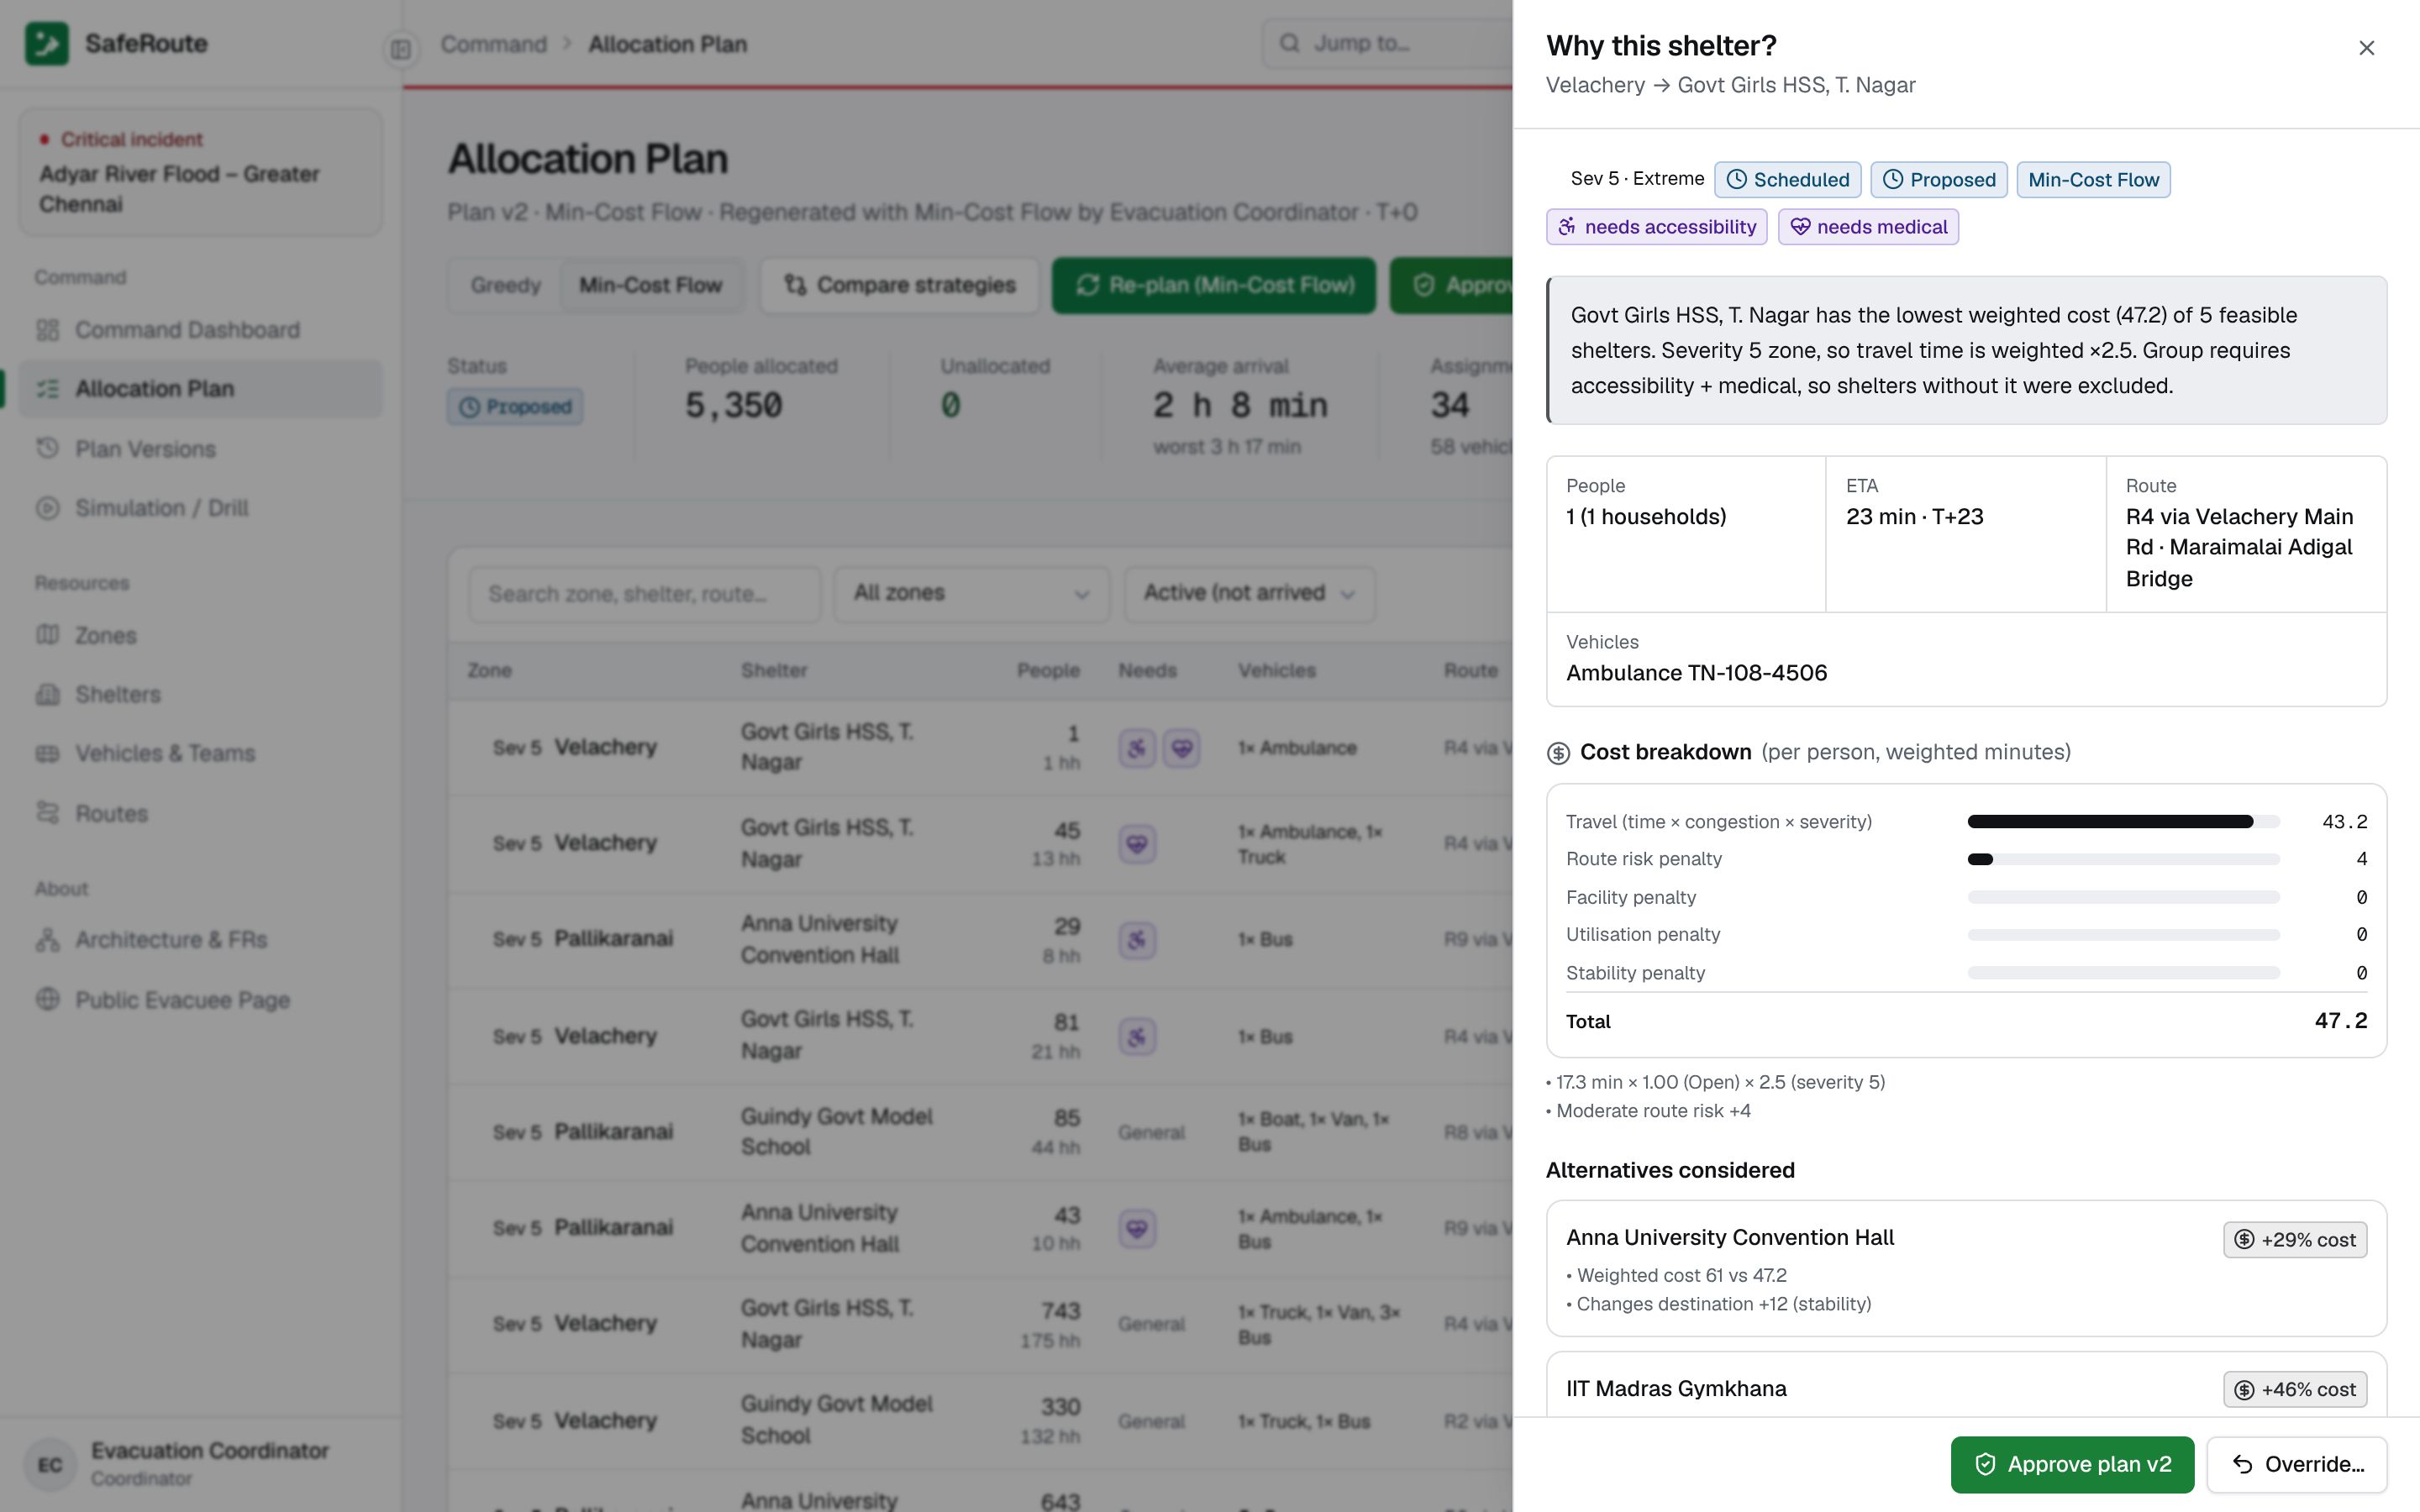 SafeRoute
Critical incident
Adyar River Flood – Greater
Chennai
Command
Command Dashboard
Allocation Plan
Plan Versions
Simulation / Drill
Resources
Zones
Shelters
Vehicles & Teams
Routes
About
Architecture & FRs
Public Evacuee Page
EC
Evacuation Coordinator
Coordinator
Command > Allocation Plan
Jump to...
Allocation Plan
Plan v2 · Min-Cost Flow · Regenerated with Min-Cost Flow by Evacuation Coordinator · T+0
Greedy Min-Cost Flow Compare strategies Re-plan (Min-Cost Flow)
Status People allocated Unallocated Average arrival
Proposed 5,350 0 2 h 8 min 34
worst 3 h 17 min 58
Search zone, shelter, route...
All zones
Active (not arrived
Zone Shelter People Needs Vehicles Route
Sev 5 Velachery Govt Girls HSS, T. 1 1× Ambulance R4 via
Nagar 1 hh
Sev 5 Velachery Govt Girls HSS, T. 45 1× Ambulance, 1× R4 via
Nagar 13 hh Truck
Sev 5 Pallikaranai Anna University 29 1× Bus R9 via
Convention Hall 8 hh
Sev 5 Velachery Govt Girls HSS, T. 81 1× Bus R4 via
Nagar 21 hh
Sev 5 Pallikaranai Guindy Govt Model 85 General 1× Boat, 1× Van, 1× R8 via
School 44 hh Bus
Sev 5 Pallikaranai Anna University 43 1× Ambulance, 1× R9 via
Convention Hall 10 hh Bus
Sev 5 Velachery Govt Girls HSS, T. 743 General 1× Truck, 1× Van, 3× R4 via
Nagar 175 hh Bus
Sev 5 Velachery Guindy Govt Model 330 General 1× Truck, 1× Bus R2 via
School 132 hh
Anna University 643
Why this shelter?
Velachery → Govt Girls HSS, T. Nagar
Sev 5 · Extreme Scheduled Proposed Min-Cost Flow
needs accessibility needs medical
Govt Girls HSS, T. Nagar has the lowest weighted cost (47.2) of 5 feasible
shelters. Severity 5 zone, so travel time is weighted ×2.5. Group requires
accessibility + medical, so shelters without it were excluded.
People
1 (1 households)
ETA
23 min · T+23
Route
R4 via Velachery Main
Rd · Maraimalai Adigal
Bridge
Vehicles
Ambulance TN-108-4506
Cost breakdown (per person, weighted minutes)
Travel (time × congestion × severity) 43.2
Route risk penalty 4
Facility penalty 0
Utilisation penalty 0
Stability penalty 0
Total 47.2
• 17.3 min × 1.00 (Open) × 2.5 (severity 5)
• Moderate route risk +4
Alternatives considered
Anna University Convention Hall +29% cost
• Weighted cost 61 vs 47.2
• Changes destination +12 (stability)
IIT Madras Gymkhana +46% cost
Approve plan v2 Override...